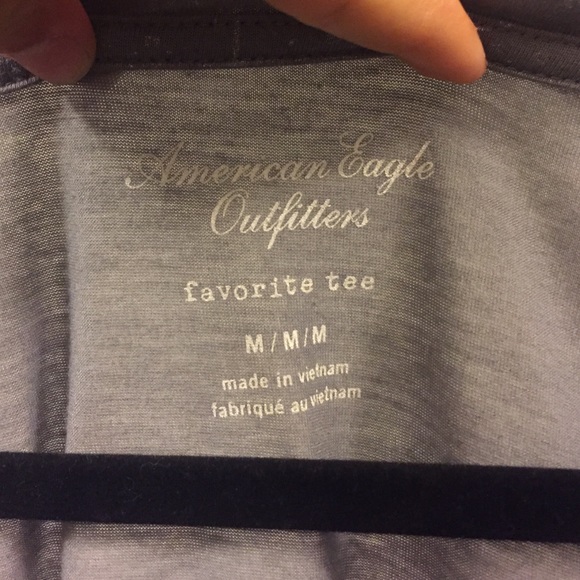 American Eagle
Outfitters
favorite tee
M/M/M
made in vietnam
fabriqué au vietnam